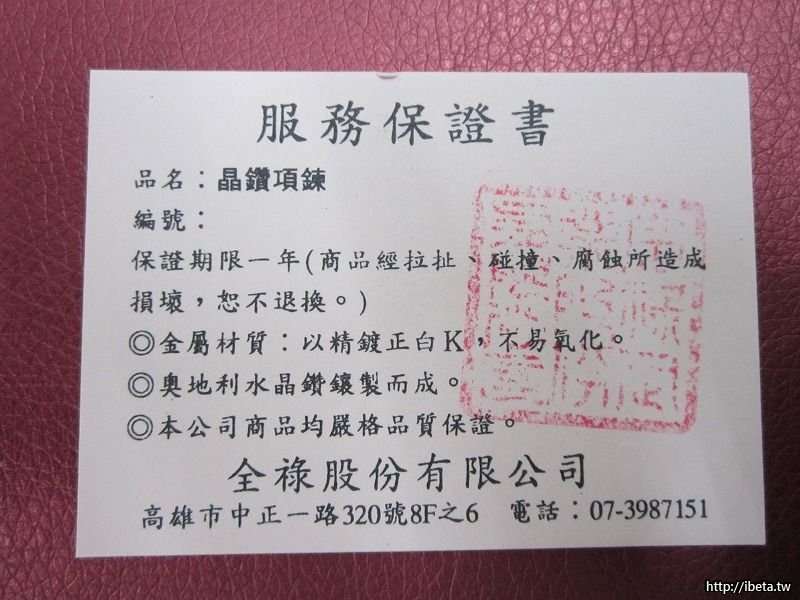 服務保證書
品名：晶鑽項鍊
編號：
保證期限一年(商品經拉扯、碰撞、腐蝕所造成
損壞，恕不退換。)
◎金屬材質：以精鍍正白K，不易氧化。
◎奧地利水晶鑽鑲製而成。
◎本公司商品均嚴格品質保證。
全祿股份有限公司
高雄市中正一路320號8F之6 電話：07-3987151
http://ibeta.tw